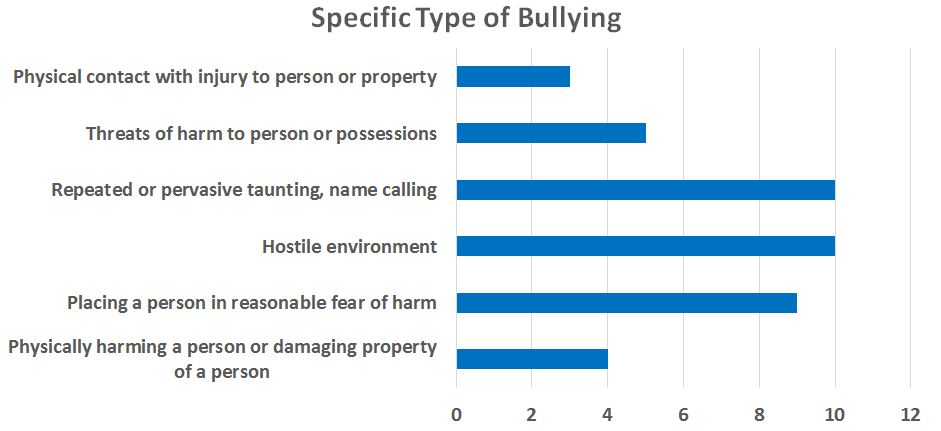 Specific Type of Bullying
Physical contact with injury to person or property
Threats of harm to person or possessions
Repeated or pervasive taunting, name calling
Hostile environment
Placing a person in reasonable fear of harm
Physically harming a person or damaging property
of a person
0 2 4 6 8 10 12